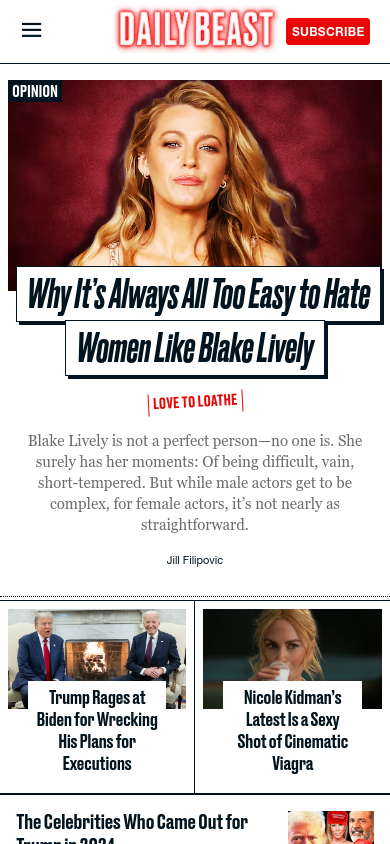 DAILY BEAST
SUBSCRIBE
OPINION
Why It's Always All Too Easy to Hate
Women Like Blake Lively
LOVE TO LOATHE
Blake Lively is not a perfect person—no one is. She
surely has her moments: Of being difficult, vain,
short-tempered. But while male actors get to be
complex, for female actors, it's not nearly as
straightforward.
Jill Filipovic
Trump Rages at
Biden for Wrecking
His Plans for
Executions
Nicole Kidman's
Latest Is a Sexy
Shot of Cinematic
Viagra
The Celebrities Who Came Out for
Trump in 2024